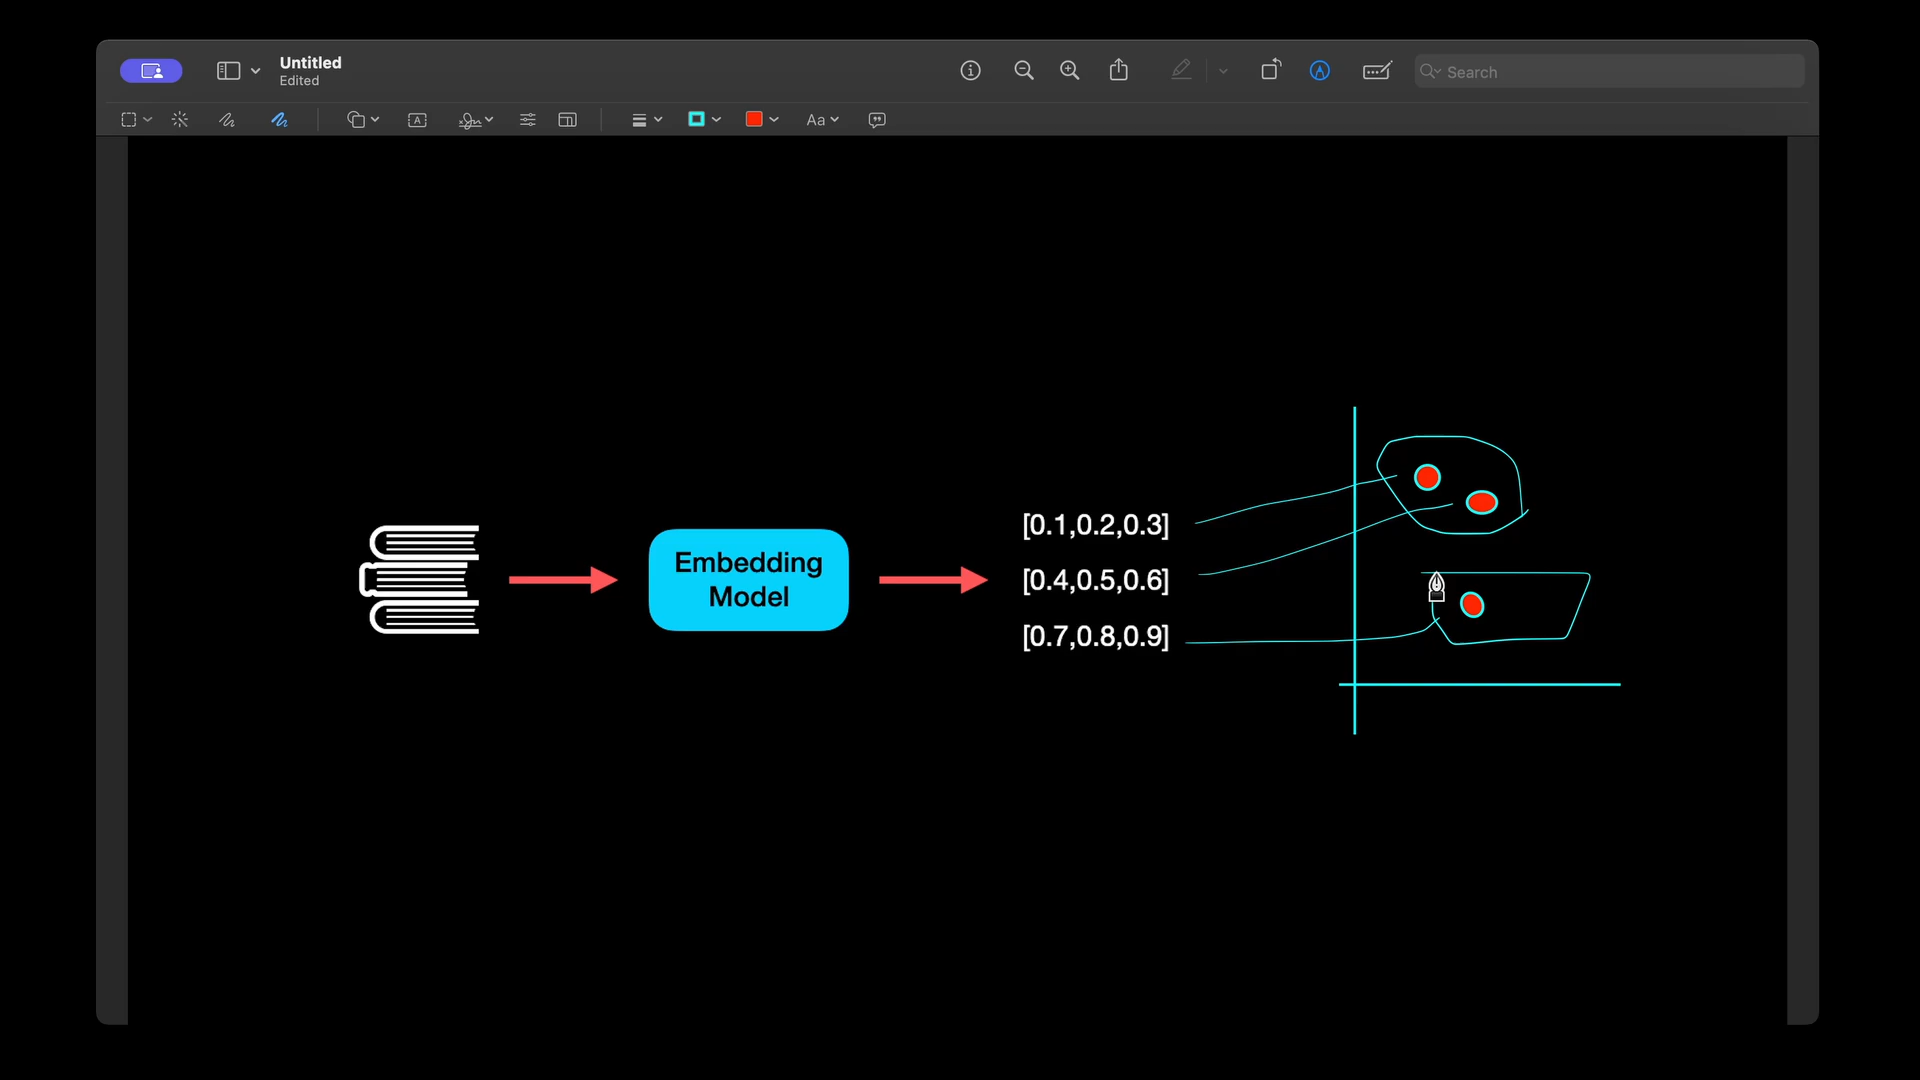 Untitled
Edited
Search
A
Aa
Embedding
Model
[0.1,0.2,0.3]
[0.4,0.5,0.6]
[0.7,0.8,0.9]